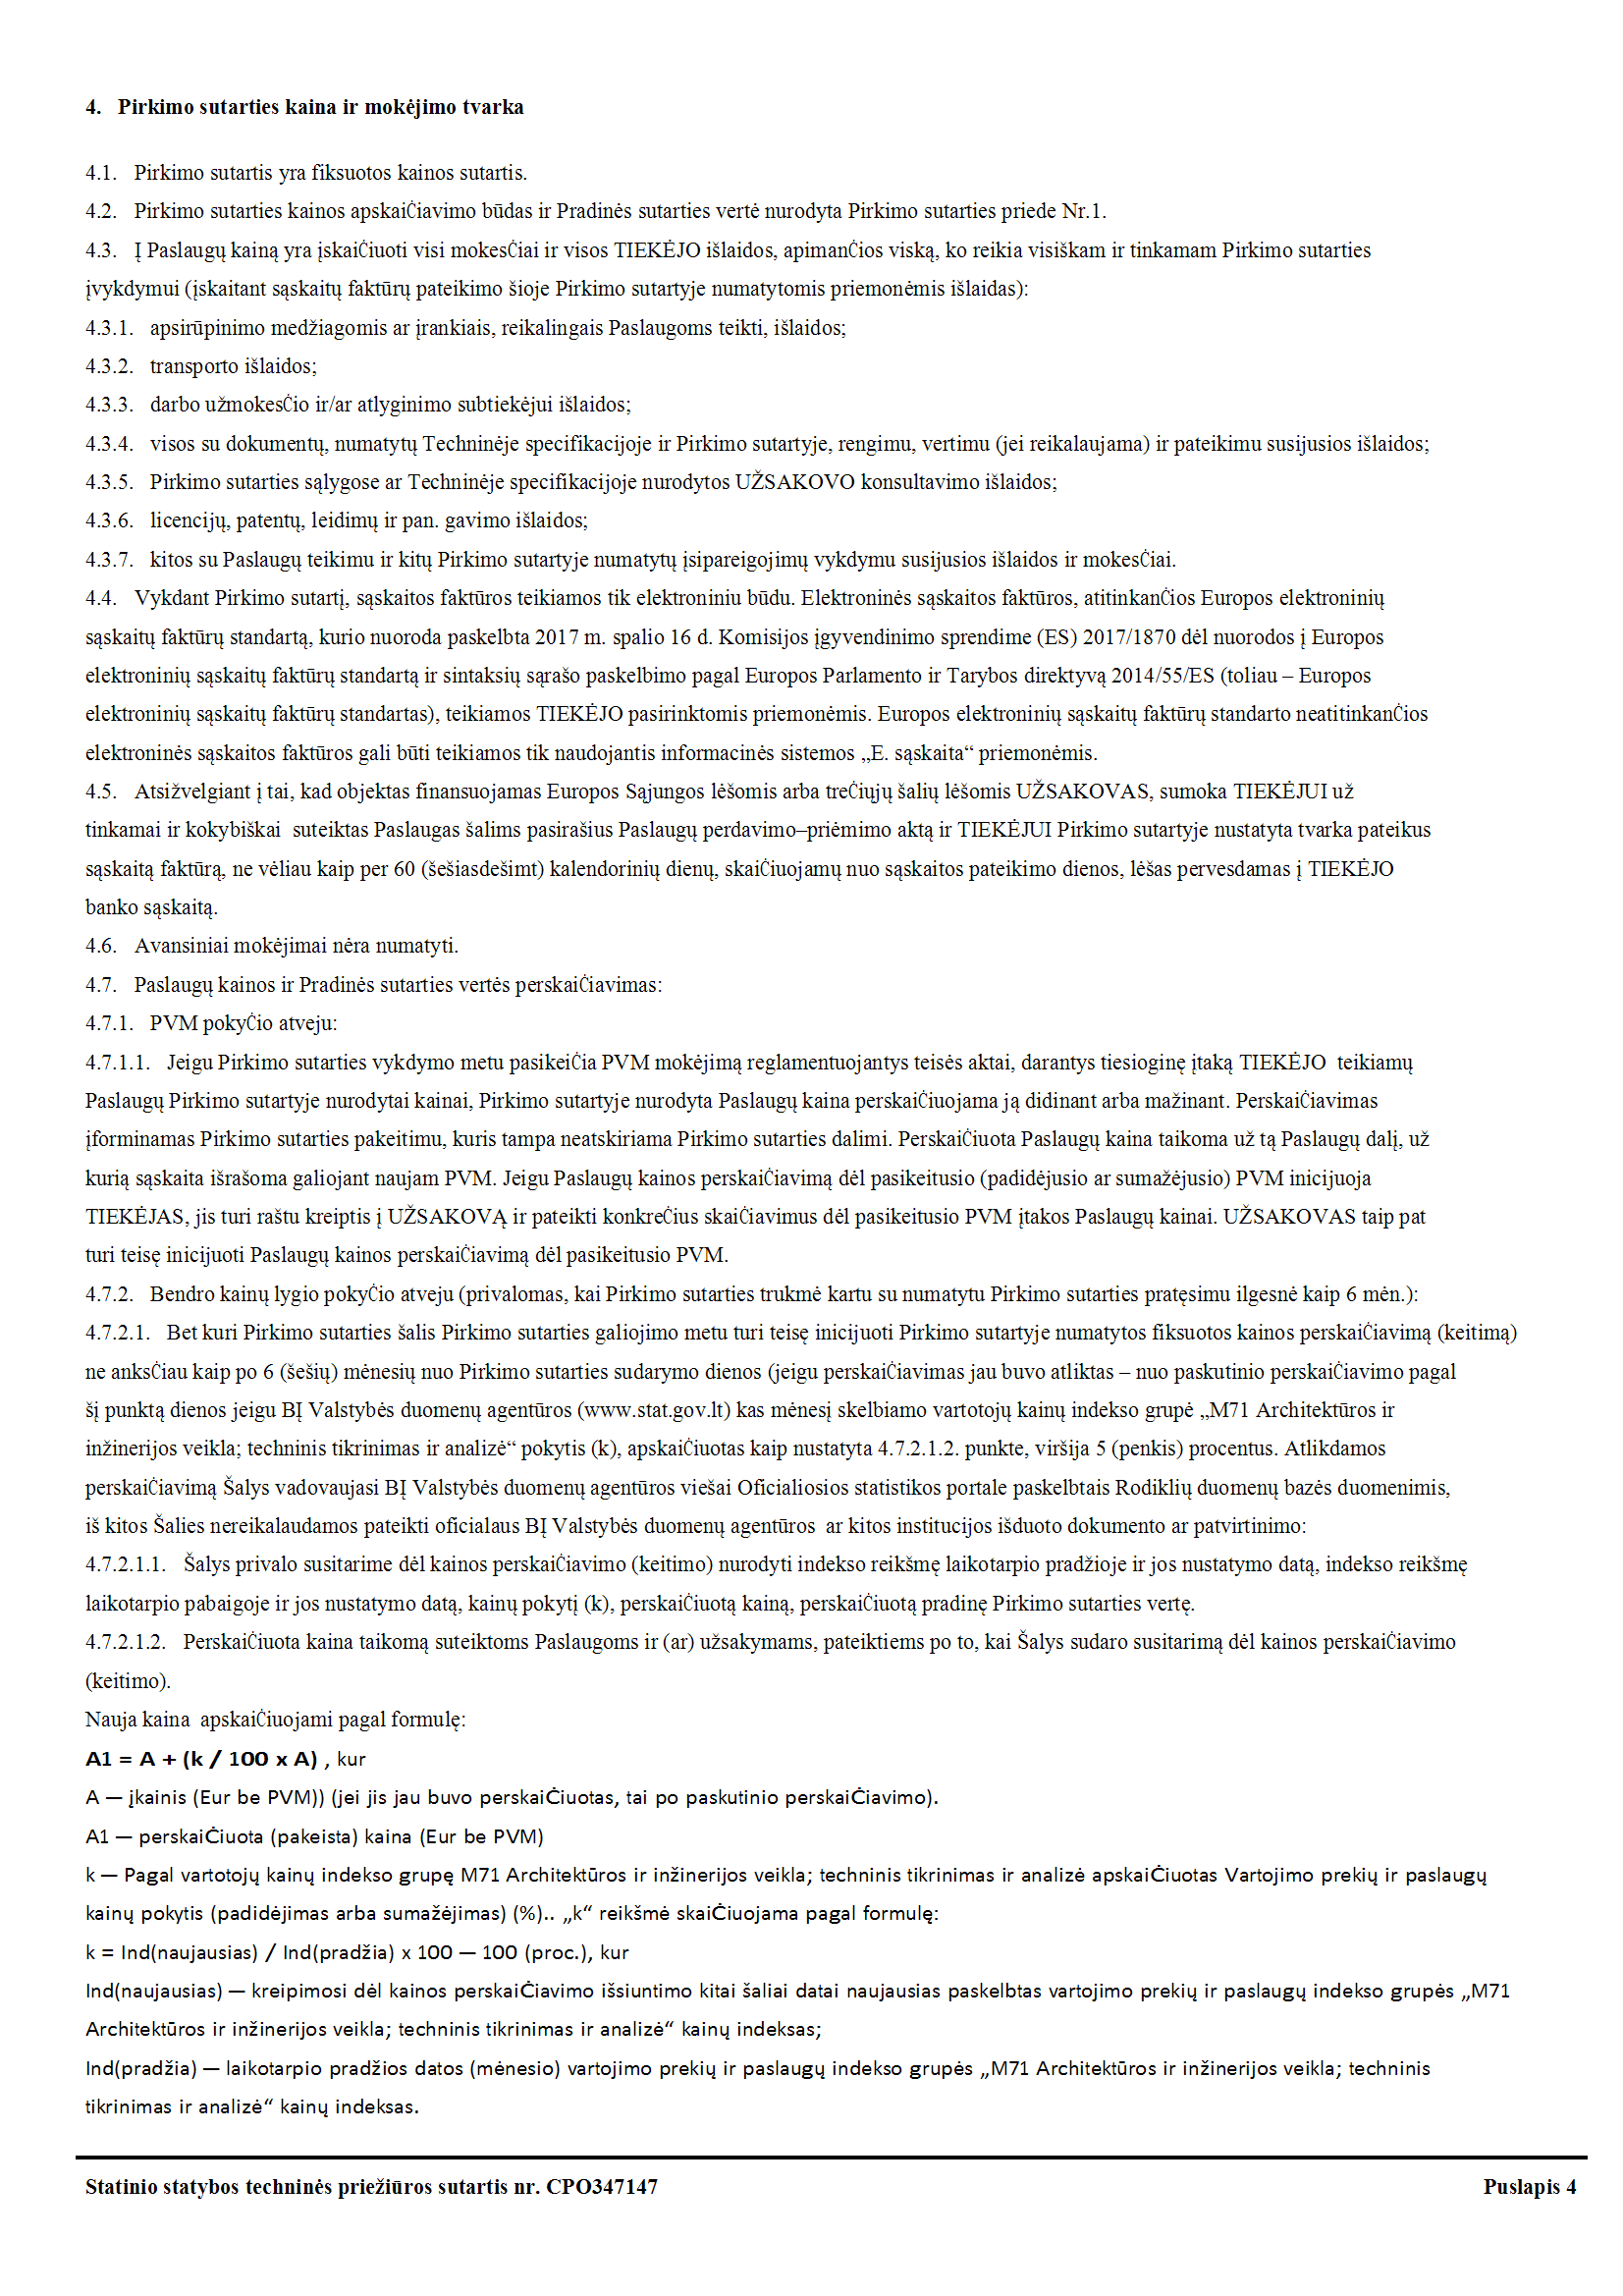 4. Pirkimo sutarties kaina ir mokėjimo tvarka
4.1. Pirkimo sutartis yra fiksuotos kainos sutartis.
4.2. Pirkimo sutarties kainos apskaičiavimo būdas ir Pradinės sutarties vertė nurodyta Pirkimo sutarties priede Nr.1.
4.3. Į Paslaugų kainą yra įskaičiuoti visi mokesčiai ir visos TIEKĖJO išlaidos, apimančios viską, ko reikia visiškam ir tinkamam Pirkimo sutarties
įvykdymui (įskaitant sąskaitų faktūrų pateikimo šioje Pirkimo sutartyje numatytomis priemonėmis išlaidas):
4.3.1. apsirūpinimo medžiagomis ar įrankiais, reikalingais Paslaugoms teikti, išlaidos;
4.3.2. transporto išlaidos;
4.3.3. darbo užmokesčio ir/ar atlyginimo subtiekėjui išlaidos;
4.3.4. visos su dokumentų, numatytų Techninėje specifikacijoje ir Pirkimo sutartyje, rengimu, vertimu (jei reikalaujama) ir pateikimu susijusios išlaidos;
4.3.5. Pirkimo sutarties sąlygose ar Techninėje specifikacijoje nurodytos UŽSAKOVO konsultavimo išlaidos;
4.3.6. licencijų, patentų, leidimų ir pan. gavimo išlaidos;
4.3.7. kitos su Paslaugų teikimu ir kitų Pirkimo sutartyje numatytų įsipareigojimų vykdymu susijusios išlaidos ir mokesčiai.
4.4. Vykdant Pirkimo sutartį, sąskaitos faktūros teikiamos tik elektroniniu būdu. Elektroninės sąskaitos faktūros, atitinkančios Europos elektroninių
sąskaitų faktūrų standartą, kurio nuoroda paskelbta 2017 m. spalio 16 d. Komisijos įgyvendinimo sprendime (ES) 2017/1870 dėl nuorodos į Europos
elektroninių sąskaitų faktūrų standartą ir sintaksių sąrašo paskelbimo pagal Europos Parlamento ir Tarybos direktyvą 2014/55/ES (toliau – Europos
elektroninių sąskaitų faktūrų standartas), teikiamos TIEKĖJO pasirinktomis priemonėmis. Europos elektroninių sąskaitų faktūrų standarto neatitinkančios
elektroninės sąskaitos faktūros gali būti teikiamos tik naudojantis informacinės sistemos „E. sąskaita“ priemonėmis.
4.5. Atsižvelgiant į tai, kad objektas finansuojamas Europos Sąjungos lėšomis arba trečiųjų šalių lėšomis UŽSAKOVAS, sumoka TIEKĖJUI už
tinkamai ir kokybiškai suteiktas Paslaugas šalims pasirašius Paslaugų perdavimo–priėmimo aktą ir TIEKĖJUI Pirkimo sutartyje nustatyta tvarka pateikus
sąskaitą faktūrą, ne vėliau kaip per 60 (šešiasdešimt) kalendorinių dienų, skaičiuojamų nuo sąskaitos pateikimo dienos, lėšas pervesdamas į TIEKĖJO
banko sąskaitą.
4.6. Avansiniai mokėjimai nėra numatyti.
4.7. Paslaugų kainos ir Pradinės sutarties vertės perskaičiavimas:
4.7.1. PVM pokyčio atveju:
4.7.1.1. Jeigu Pirkimo sutarties vykdymo metu pasikeičia PVM mokėjimą reglamentuojantys teisės aktai, darantys tiesioginę įtaką TIEKĖJO teikiamų
Paslaugų Pirkimo sutartyje nurodytai kainai, Pirkimo sutartyje nurodyta Paslaugų kaina perskaičiuojama ją didinant arba mažinant. Perskaičiavimas
įforminamas Pirkimo sutarties pakeitimu, kuris tampa neatskiriama Pirkimo sutarties dalimi. Perskaičiuota Paslaugų kaina taikoma už tą Paslaugų dalį, už
kurią sąskaita išrašoma galiojant naujam PVM. Jeigu Paslaugų kainos perskaičiavimą dėl pasikeitusio (padidėjusio ar sumažėjusio) PVM inicijuoja
TIEKĖJAS, jis turi raštu kreiptis į UŽSAKOVĄ ir pateikti konkrečius skaičiavimus dėl pasikeitusio PVM įtakos Paslaugų kainai. UŽSAKOVAS taip pat
turi teisę inicijuoti Paslaugų kainos perskaičiavimą dėl pasikeitusio PVM.
4.7.2. Bendro kainų lygio pokyčio atveju (privalomas, kai Pirkimo sutarties trukmė kartu su numatytu Pirkimo sutarties pratęsimu ilgesnė kaip 6 mėn.):
4.7.2.1. Bet kuri Pirkimo sutarties šalis Pirkimo sutarties galiojimo metu turi teisę inicijuoti Pirkimo sutartyje numatytos fiksuotos kainos perskaičiavimą (keitimą)
ne anksčiau kaip po 6 (šešių) mėnesių nuo Pirkimo sutarties sudarymo dienos (jeigu perskaičiavimas jau buvo atliktas – nuo paskutinio perskaičiavimo pagal
šį punktą dienos jeigu BĮ Valstybės duomenų agentūros (www.stat.gov.lt) kas mėnesį skelbiamo vartotojų kainų indekso grupė „M71 Architektūros ir
inžinerijos veikla; techninis tikrinimas ir analizė“ pokytis (k), apskaičiuotas kaip nustatyta 4.7.2.1.2. punkte, viršija 5 (penkis) procentus. Atlikdamos
perskaičiavimą Šalys vadovaujasi BĮ Valstybės duomenų agentūros viešai Oficialiosios statistikos portale paskelbtais Rodiklių duomenų bazės duomenimis,
iš kitos Šalies nereikalaudamos pateikti oficialaus BĮ Valstybės duomenų agentūros ar kitos institucijos išduoto dokumento ar patvirtinimo:
4.7.2.1.1. Šalys privalo susitarime dėl kainos perskaičiavimo (keitimo) nurodyti indekso reikšmę laikotarpio pradžioje ir jos nustatymo datą, indekso reikšmę
laikotarpio pabaigoje ir jos nustatymo datą, kainų pokytį (k), perskaičiuotą kainą, perskaičiuotą pradinę Pirkimo sutarties vertę.
4.7.2.1.2. Perskaičiuota kaina taikomą suteiktoms Paslaugoms ir (ar) užsakymams, pateiktiems po to, kai Šalys sudaro susitarimą dėl kainos perskaičiavimo
(keitimo).
Nauja kaina apskaičiuojami pagal formulę:
A1 = A + (k / 100 x A) , kur
A — įkainis (Eur be PVM)) (jei jis jau buvo perskaičiuotas, tai po paskutinio perskaičiavimo).
A1 — perskaičiuota (pakeista) kaina (Eur be PVM)
k — Pagal vartotojų kainų indekso grupę M71 Architektūros ir inžinerijos veikla; techninis tikrinimas ir analizė apskaičiuotas Vartojimo prekių ir paslaugų
kainų pokytis (padidėjimas arba sumažėjimas) (%).. „k“ reikšmė skaičiuojama pagal formulę:
k = Ind(naujausias) / Ind(pradžia) x 100 — 100 (proc.), kur
Ind(naujausias) — kreipimosi dėl kainos perskaičiavimo išsiuntimo kitai šaliai datai naujausias paskelbtas vartojimo prekių ir paslaugų indekso grupės „M71
Architektūros ir inžinerijos veikla; techninis tikrinimas ir analizė“ kainų indeksas;
Ind(pradžia) — laikotarpio pradžios datos (mėnesio) vartojimo prekių ir paslaugų indekso grupės „M71 Architektūros ir inžinerijos veikla; techninis
tikrinimas ir analizė“ kainų indeksas.
Statinio statybos techninės priežiūros sutartis nr. CPO347147 Puslapis 4